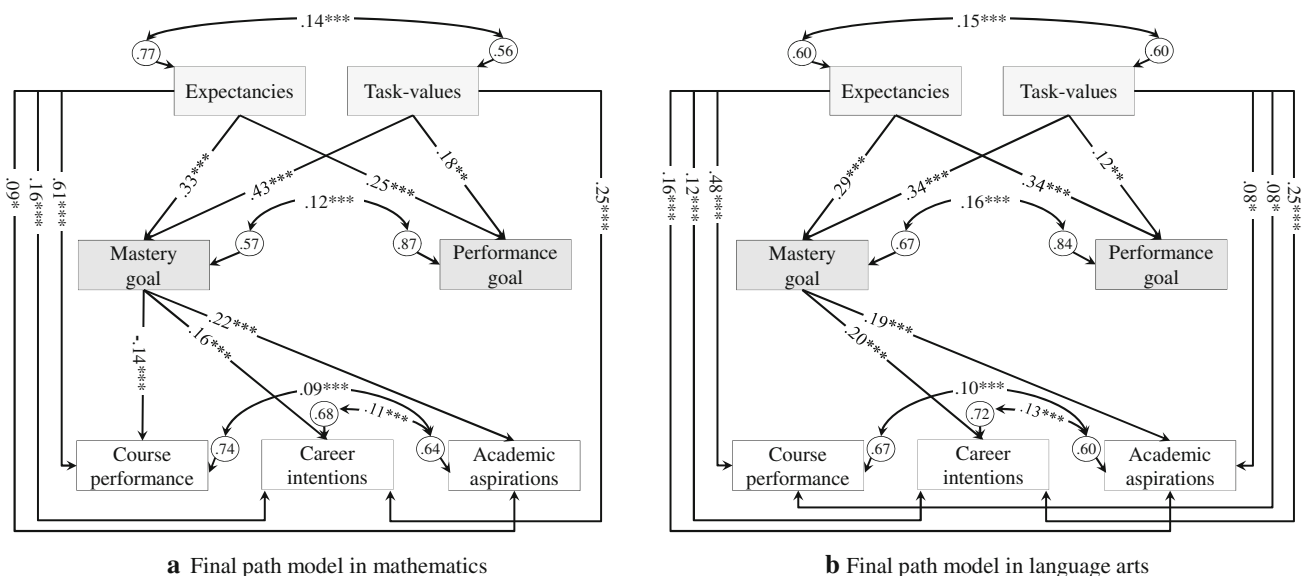 .14***
.77
.56
Expectancies
Task-values
.09*
.16***
.61***
.33***
.43***
.25***
.18**
.25***
.12***
.57
.87
Mastery
goal
Performance
goal
-.14***
.16***
.22***
.09***
.68
.11***
.74
.64
Course
performance
Career
intentions
Academic
aspirations
a Final path model in mathematics
.15***
.60
.60
Expectancies
Task-values
.16***
.12***
.48***
.29***
.34***
.34***
.12**
.08*
.08*
.25***
.16***
.67
.84
Mastery
goal
Performance
goal
.20***
.19***
.10***
.72
.13***
.67
.60
Course
performance
Career
intentions
Academic
aspirations
b Final path model in language arts